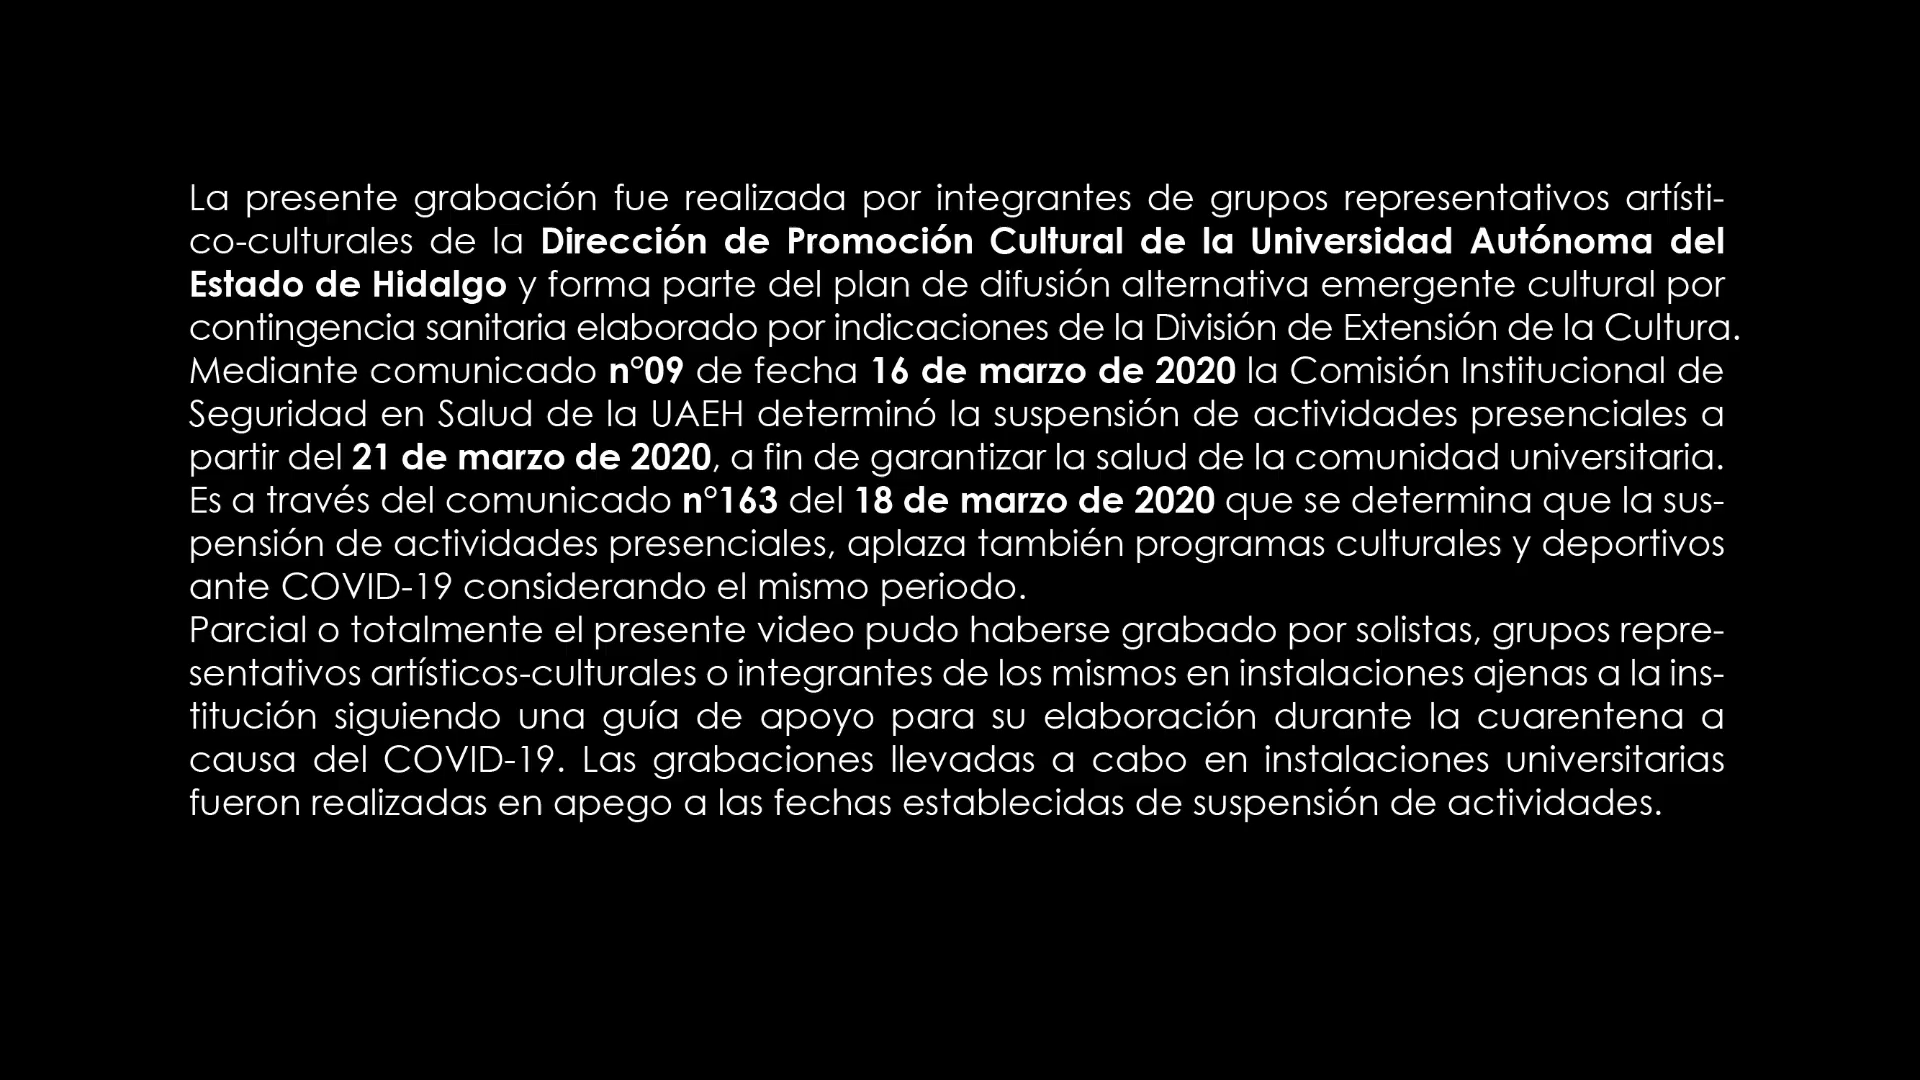 La presente grabación fue realizada por integrantes de grupos representativos artísti-
co-culturales de la Dirección de Promoción Cultural de la Universidad Autónoma del
Estado de Hidalgo y forma parte del plan de difusión alternativa emergente cultural por
contingencia sanitaria elaborado por indicaciones de la División de Extensión de la Cultura.
Mediante comunicado n°09 de fecha 16 de marzo de 2020 la Comisión Institucional de
Seguridad en Salud de la UAEH determinó la suspensión de actividades presenciales a
partir del 21 de marzo de 2020, a fin de garantizar la salud de la comunidad universitaria.
Es a través del comunicado n°163 del 18 de marzo de 2020 que se determina que la sus-
pensión de actividades presenciales, aplaza también programas culturales y deportivos
ante COVID-19 considerando el mismo periodo.
Parcial o totalmente el presente video pudo haberse grabado por solistas, grupos repre-
sentativos artísticos-culturales o integrantes de los mismos en instalaciones ajenas a la ins-
titución siguiendo una guía de apoyo para su elaboración durante la cuarentena a
causa del COVID-19. Las grabaciones llevadas a cabo en instalaciones universitarias
fueron realizadas en apego a las fechas establecidas de suspensión de actividades.